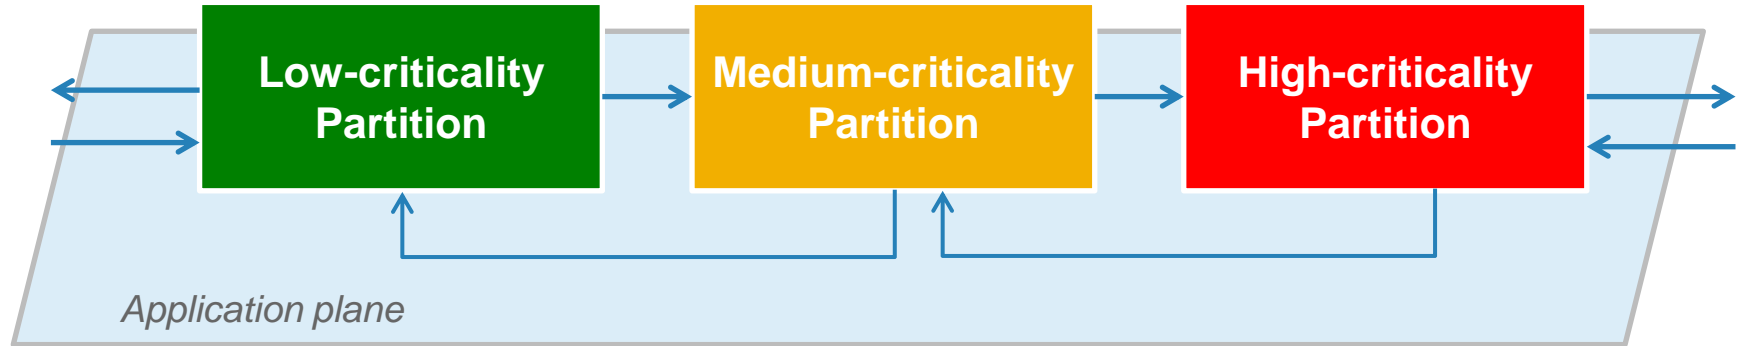 Low-criticality
Partition
Medium-criticality
Partition
High-criticality
Partition
Application plane